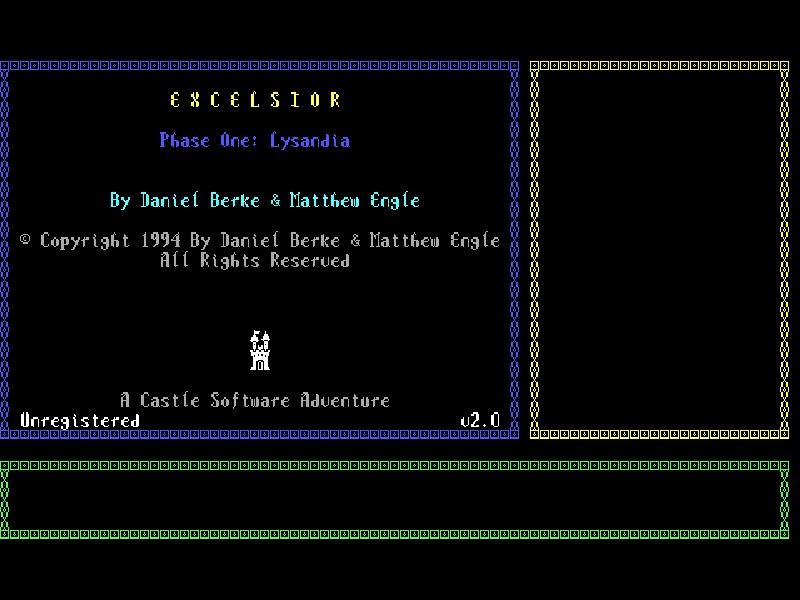 EXCELSIOR
Phase One: Lysandia
By Daniel Berke & Matthew Engle
© Copyright 1994 By Daniel Berke & Matthew Engle
All Rights Reserved
A Castle Software Adventure
Unregistered v2.0